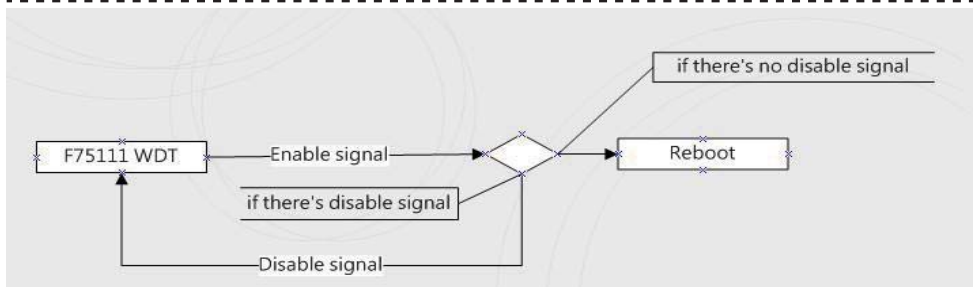 if there's no disable signal
F75111 WDT
Enable signal
Reboot
if there's disable signal
Disable signal